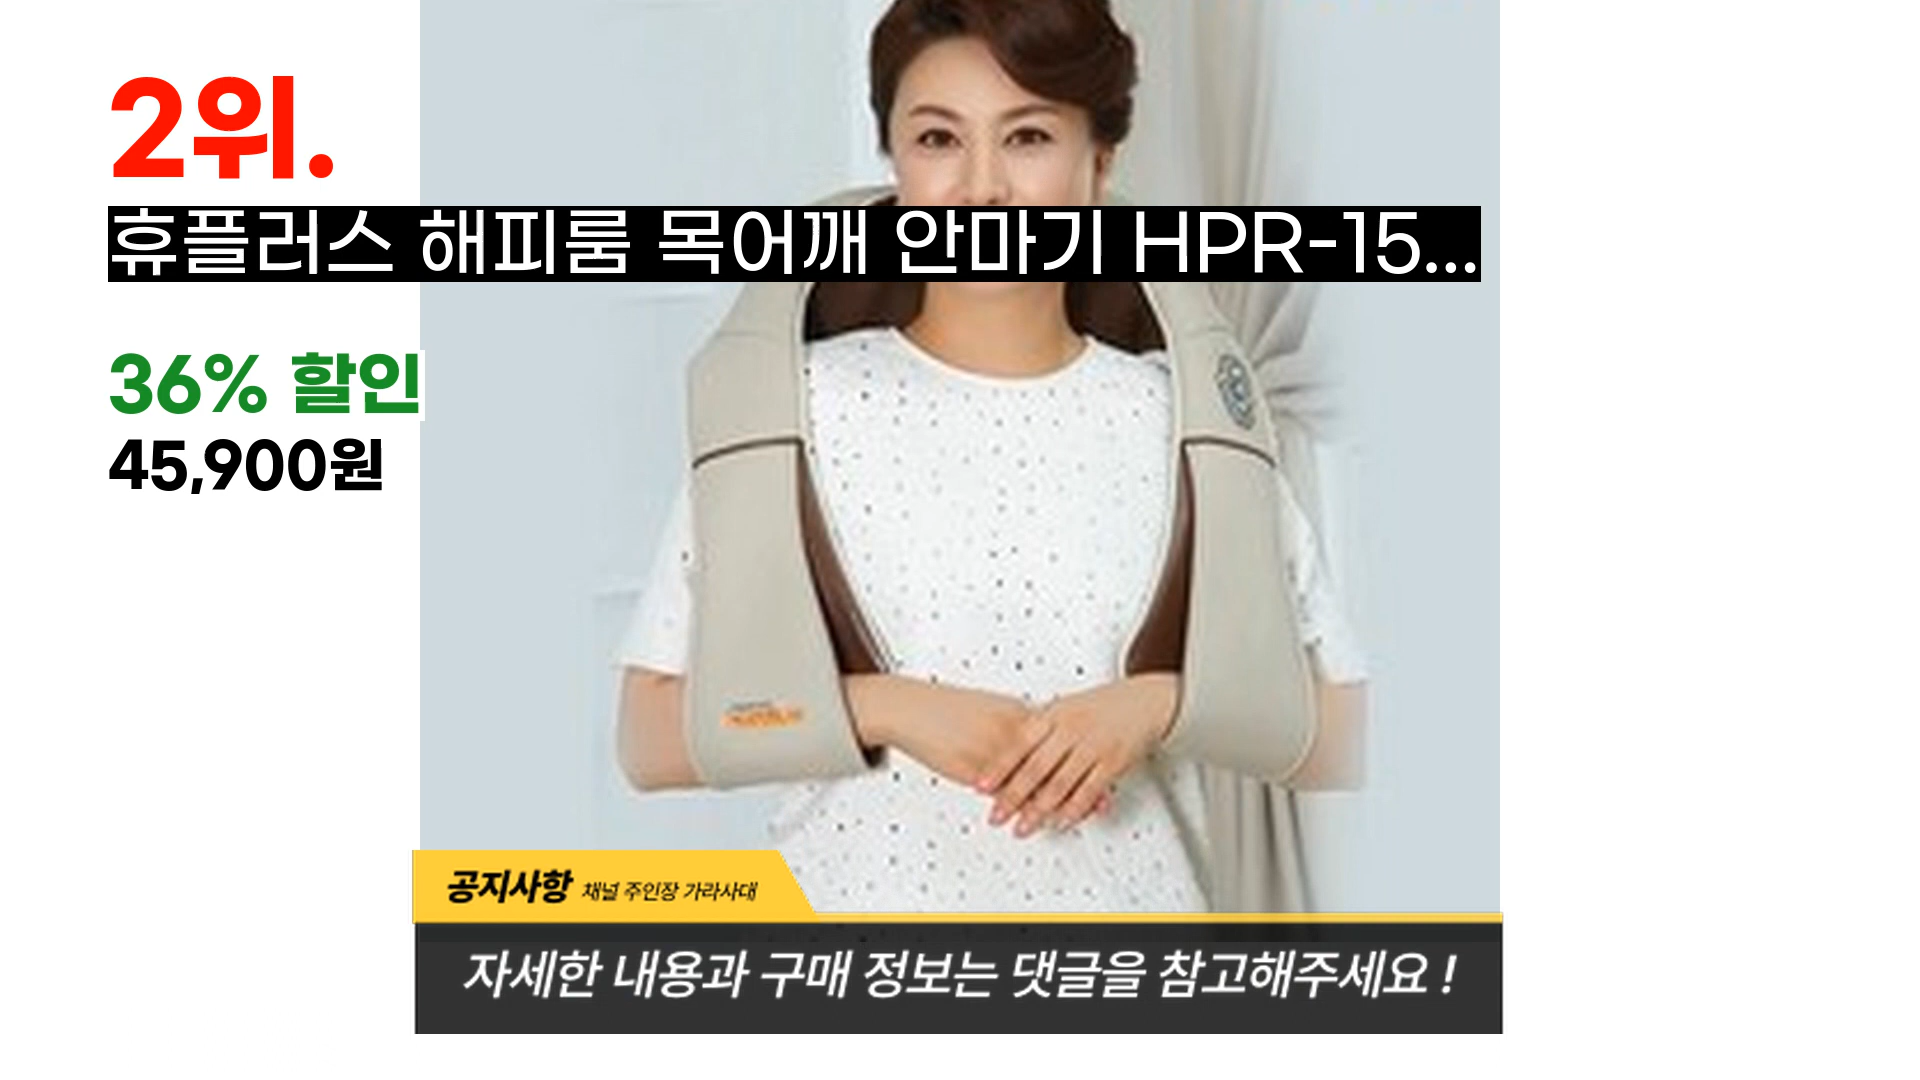 2위.
휴플러스 해피룸 목어깨 안마기 HPR-15...
36% 할인
45,900원
공지사항 채널 주인장 가라사대
자세한 내용과 구매 정보는 댓글을 참고해주세요 !